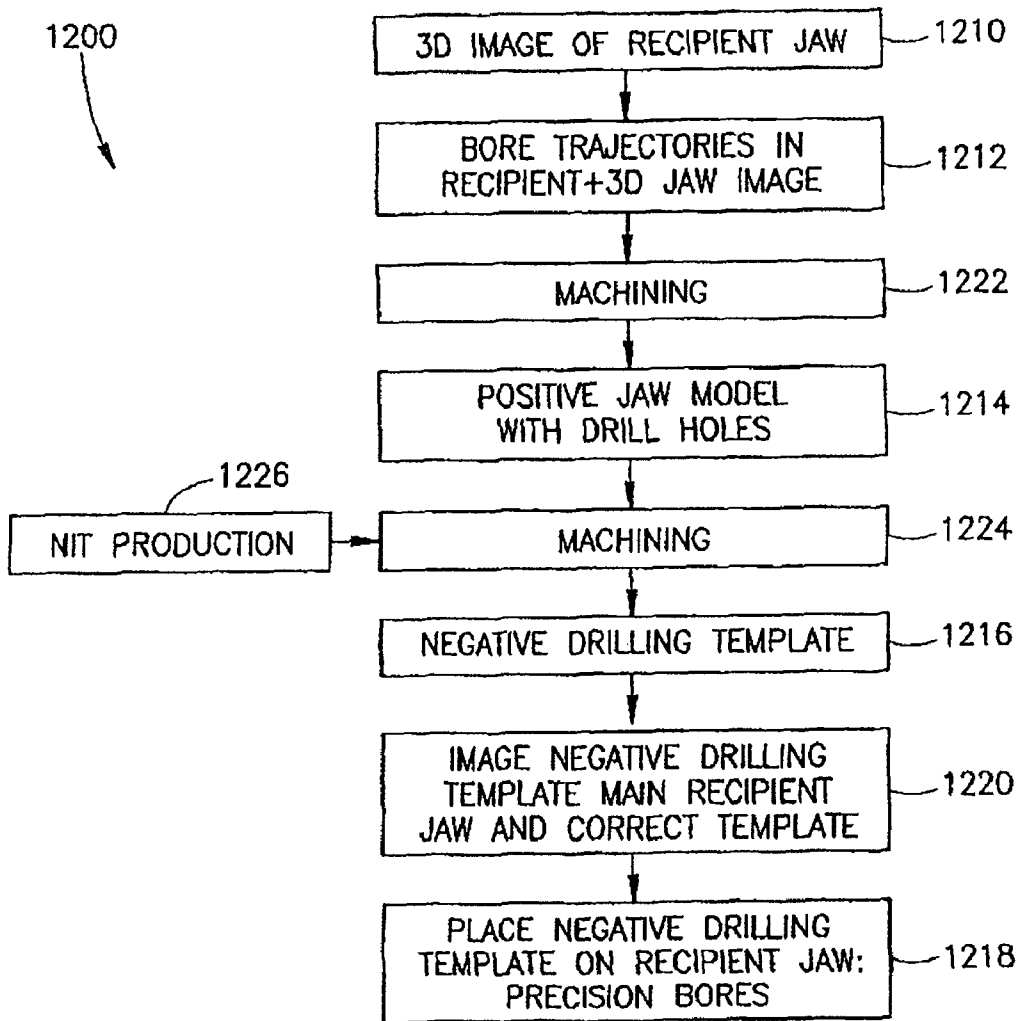 1200
3D IMAGE OF RECIPIENT JAW
1210
BORE TRAJECTORIES IN
RECIPIENT+3D JAW IMAGE
1212
MACHINING
1222
POSITIVE JAW MODEL
WITH DRILL HOLES
1214
1226
NIT PRODUCTION
MACHINING
1224
NEGATIVE DRILLING TEMPLATE
1216
IMAGE NEGATIVE DRILLING
TEMPLATE MAIN RECIPIENT
JAW AND CORRECT TEMPLATE
1220
PLACE NEGATIVE DRILLING
TEMPLATE ON RECIPIENT JAW:
PRECISION BORES
1218